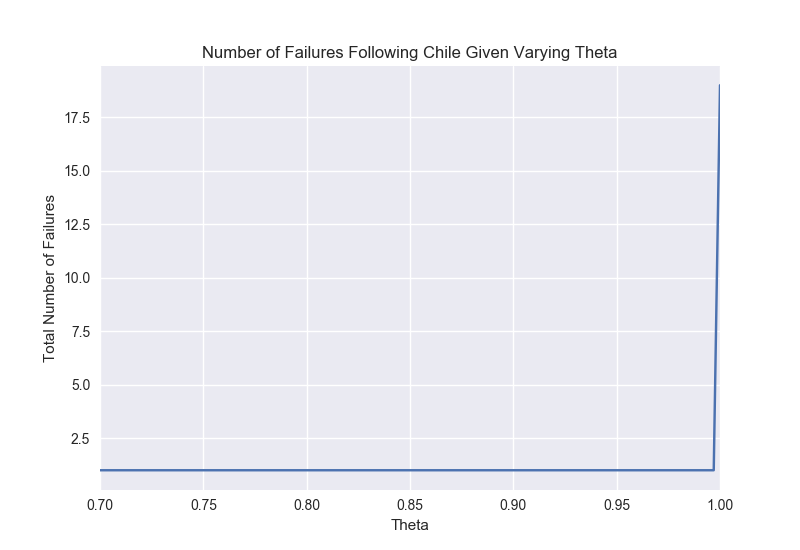 Number of Failures Following Chile Given Varying Theta
Total Number of Failures
17.5
15.0
12.5
10.0
7.5
5.0
2.5
0.70 0.75 0.80 0.85 0.90 0.95 1.00
Theta